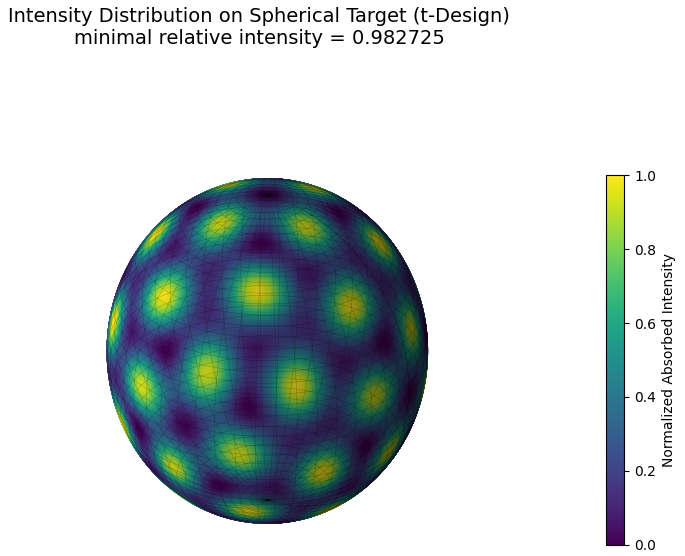 Intensity Distribution on Spherical Target (t-Design)
minimal relative intensity = 0.982725
1.0
0.8
0.6
0.4
0.2
0.0
Normalized Absorbed Intensity